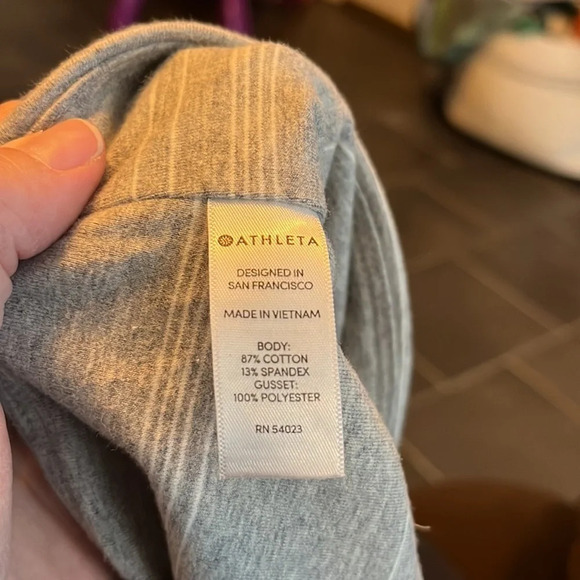 ATHLETA
DESIGNED IN
SAN FRANCISCO
MADE IN VIETNAM
BODY:
87% COTTON
13% SPANDEX
GUSSET:
100% POLYESTER
RN 54023